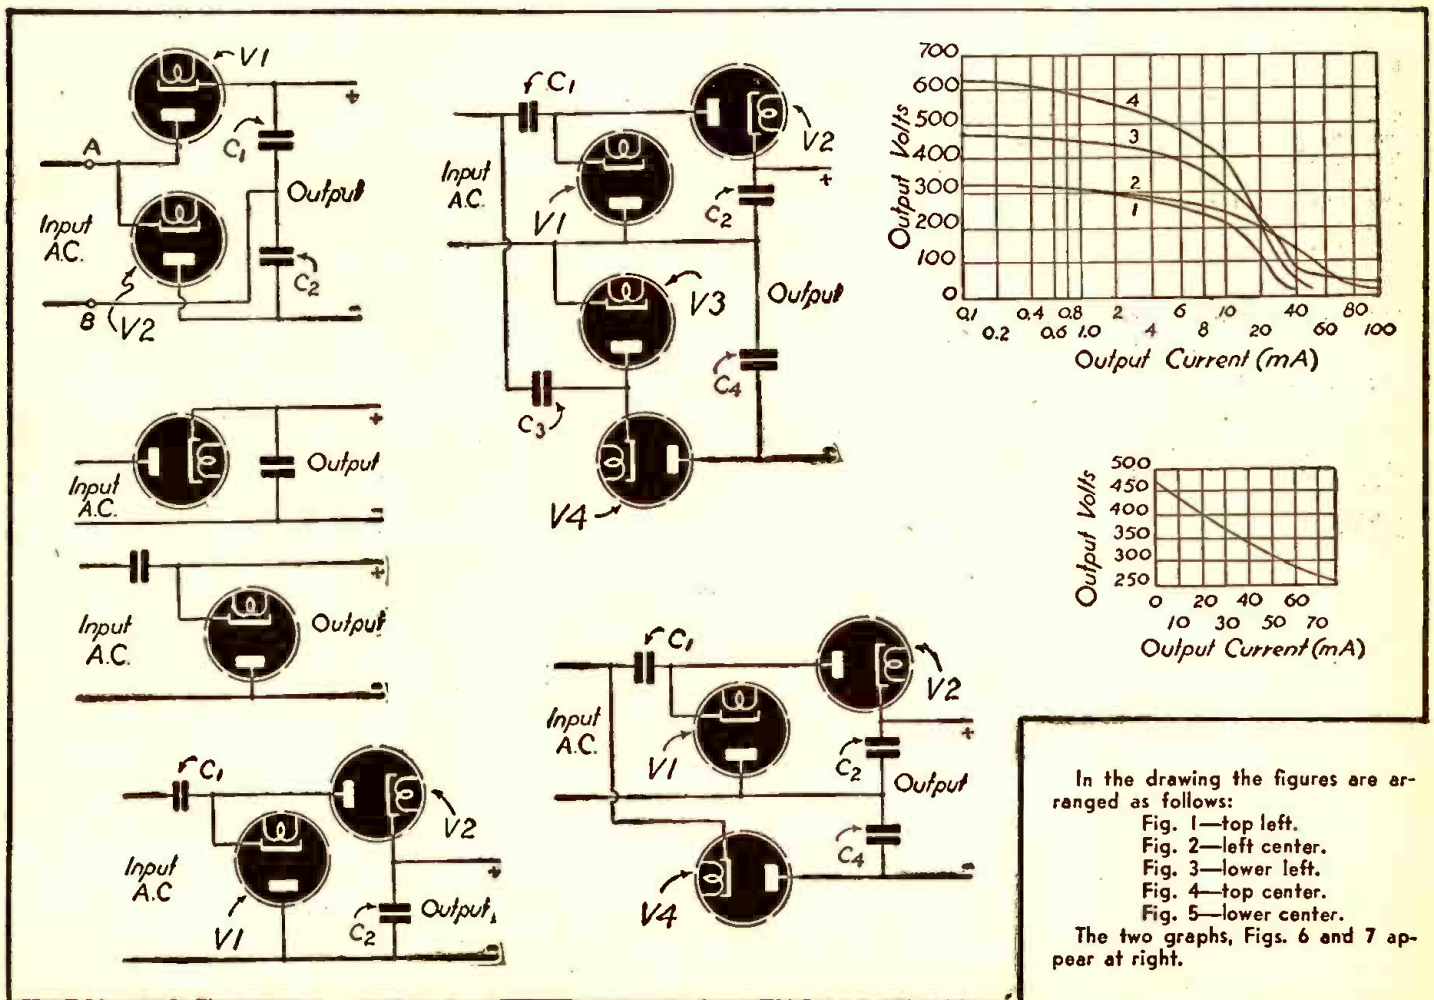 V1
A
C1
Output
Input
A.C.
C2
B
V2
+
-
Input
A.C.
Output
+
-
Input
A.C.
Output
+
-
C1
Input
A.C
V1
V2
C2
Output
+
-
C1
Input
A.C.
V1
V2
+
C2
V3
Output
C3
C4
V4
-
C1
Input
A.C.
V1
V2
+
C2
Output
C4
V4
-
Output Volts
700
600
500
400
300
200
100
0
4
3
2
1
0.1 0.4 0.8 2 6 10 40 80
0.2 0.6 1.0 4 8 20 60 100
Output Current (mA)
Output Volts
500
450
400
350
300
250
0 20 40 60
10 30 50 70
Output Current (mA)
In the drawing the figures are ar-
ranged as follows:
Fig. 1—top left.
Fig. 2—left center.
Fig. 3—lower left.
Fig. 4—top center.
Fig. 5—lower center.
The two graphs, Figs. 6 and 7 ap-
pear at right.